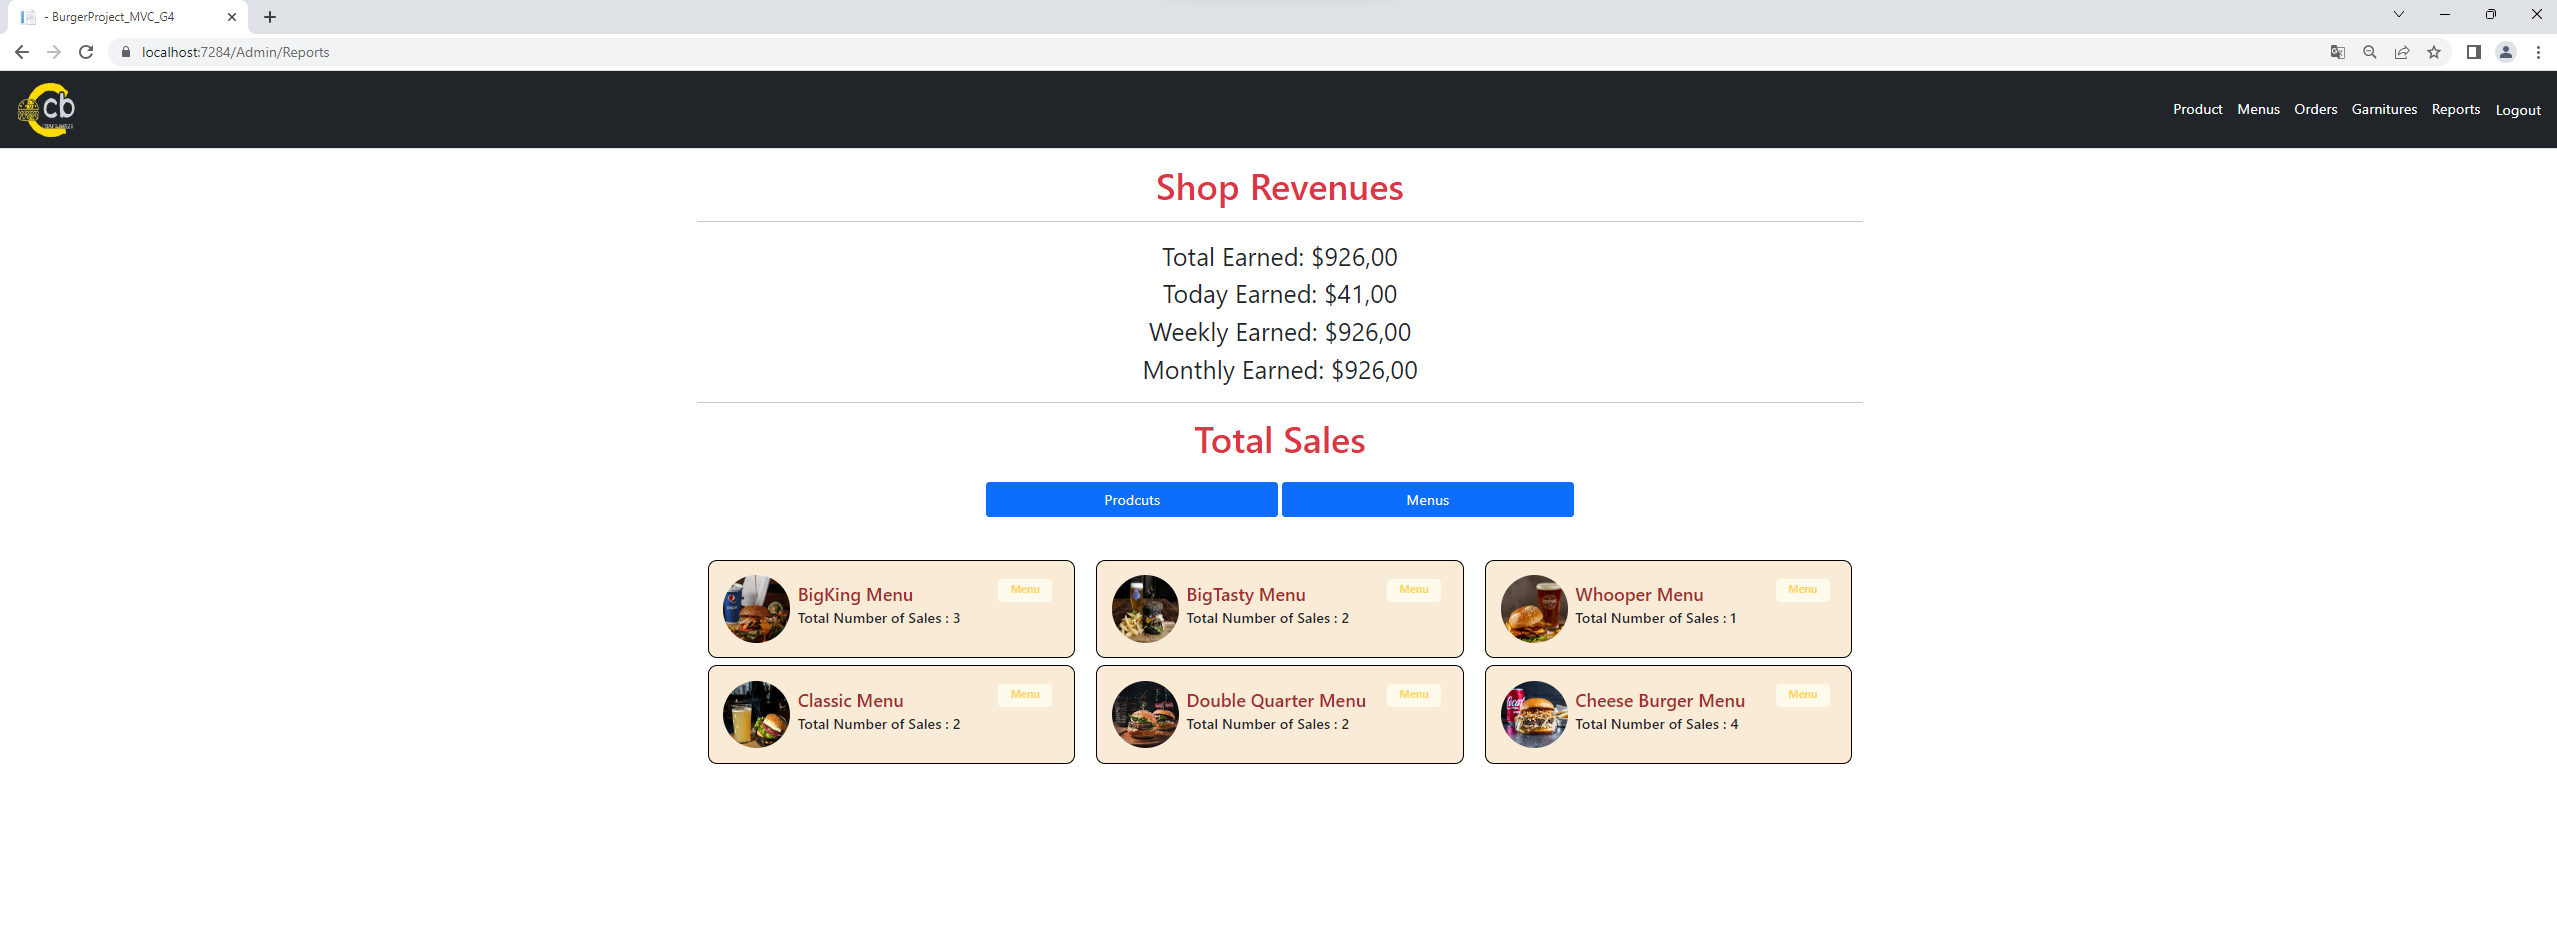 - BurgerProject_MVC_G4
localhost:7284/Admin/Reports
cb
Product Menus Orders Garnitures Reports Logout
Shop Revenues
Total Earned: $926,00
Today Earned: $41,00
Weekly Earned: $926,00
Monthly Earned: $926,00
Total Sales
Prodcuts Menus
BigKing Menu Menu
Total Number of Sales : 3
BigTasty Menu Menu
Total Number of Sales : 2
Whooper Menu Menu
Total Number of Sales : 1
Classic Menu Menu
Total Number of Sales : 2
Double Quarter Menu Menu
Total Number of Sales : 2
Cheese Burger Menu Menu
Total Number of Sales : 4